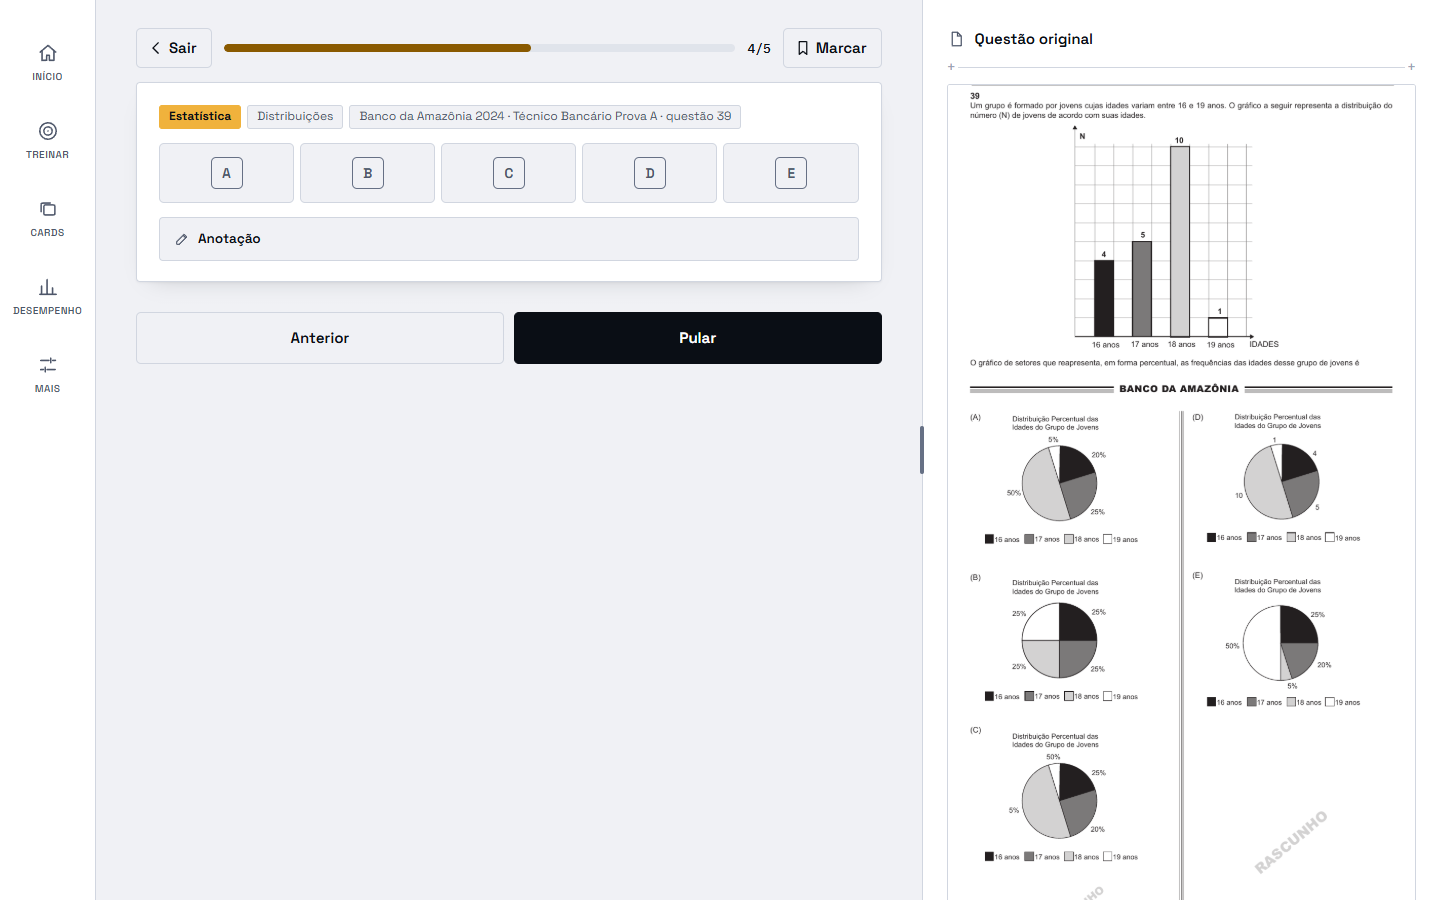 INÍCIO
TREINAR
CARDS
DESEMPENHO
MAIS
Sair
4/5
Marcar
Estatística
Distribuições
Banco da Amazônia 2024 · Técnico Bancário Prova A · questão 39
A
B
C
D
E
Anotação
Anterior
Pular
Questão original
39
Um grupo é formado por jovens cujas idades variam entre 16 e 19 anos. O gráfico a seguir representa a distribuição do
número (N) de jovens de acordo com suas idades.
N
10
5
4
1
16 anos 17 anos 18 anos 19 anos IDADES
O gráfico de setores que reapresenta, em forma percentual, as frequências das idades desse grupo de jovens é
BANCO DA AMAZÔNIA
(A)
Distribuição Percentual das
Idades do Grupo de Jovens
5%
20%
50%
25%
16 anos 17 anos 18 anos 19 anos
(B)
Distribuição Percentual das
Idades do Grupo de Jovens
25% 25%
25% 25%
16 anos 17 anos 18 anos 19 anos
(C)
Distribuição Percentual das
Idades do Grupo de Jovens
50%
25%
5%
20%
16 anos 17 anos 18 anos 19 anos
(D)
Distribuição Percentual das
Idades do Grupo de Jovens
1
4
10
5
16 anos 17 anos 18 anos 19 anos
(E)
Distribuição Percentual das
Idades do Grupo de Jovens
25%
50%
20%
5%
16 anos 17 anos 18 anos 19 anos
RASCUNHO
HO